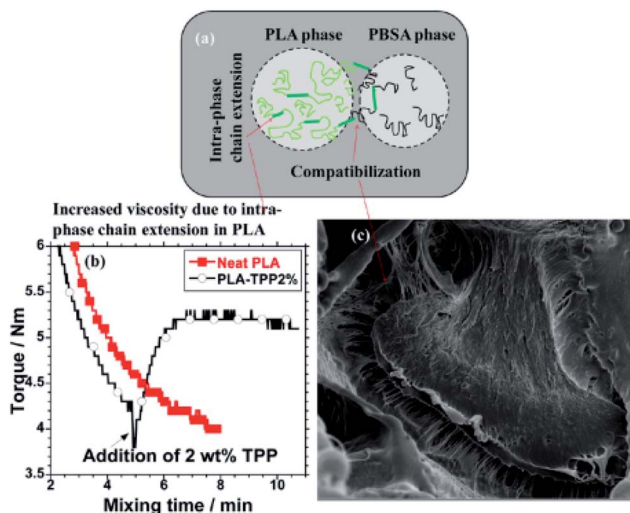 (a)
PLA phase
PBSA phase
Intra-phase
chain extension
Compatibilization
Increased viscosity due to intra-
phase chain extension in PLA
(b)
Neat PLA
PLA-TPP2%
Torque / Nm
6
5.5
5
4.5
4
3.5
Addition of 2 wt% TPP
2
4
6
8
10
Mixing time / min
(c)